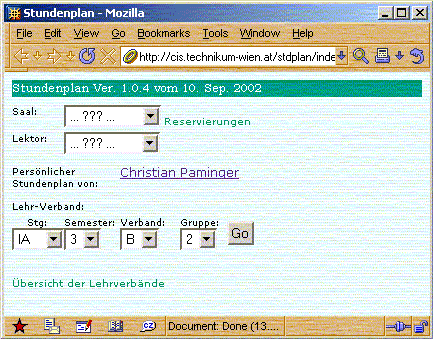 Stundenplan - Mozilla
File Edit View Go Bookmarks Tools Window Help
http://cis.technikum-wien.at/stdplan/inde
Stundenplan Ver. 1.0.4 vom 10. Sep. 2002
Saal: ... ??? ... Reservierungen
Lektor: ... ??? ...
Persönlicher Christian Paminger
Stundenplan von:
Lehr-Verband:
Stg: Semester: Verband: Gruppe:
IA 3 B 2 Go
Übersicht der Lehrverbände
cz Document: Done (13....